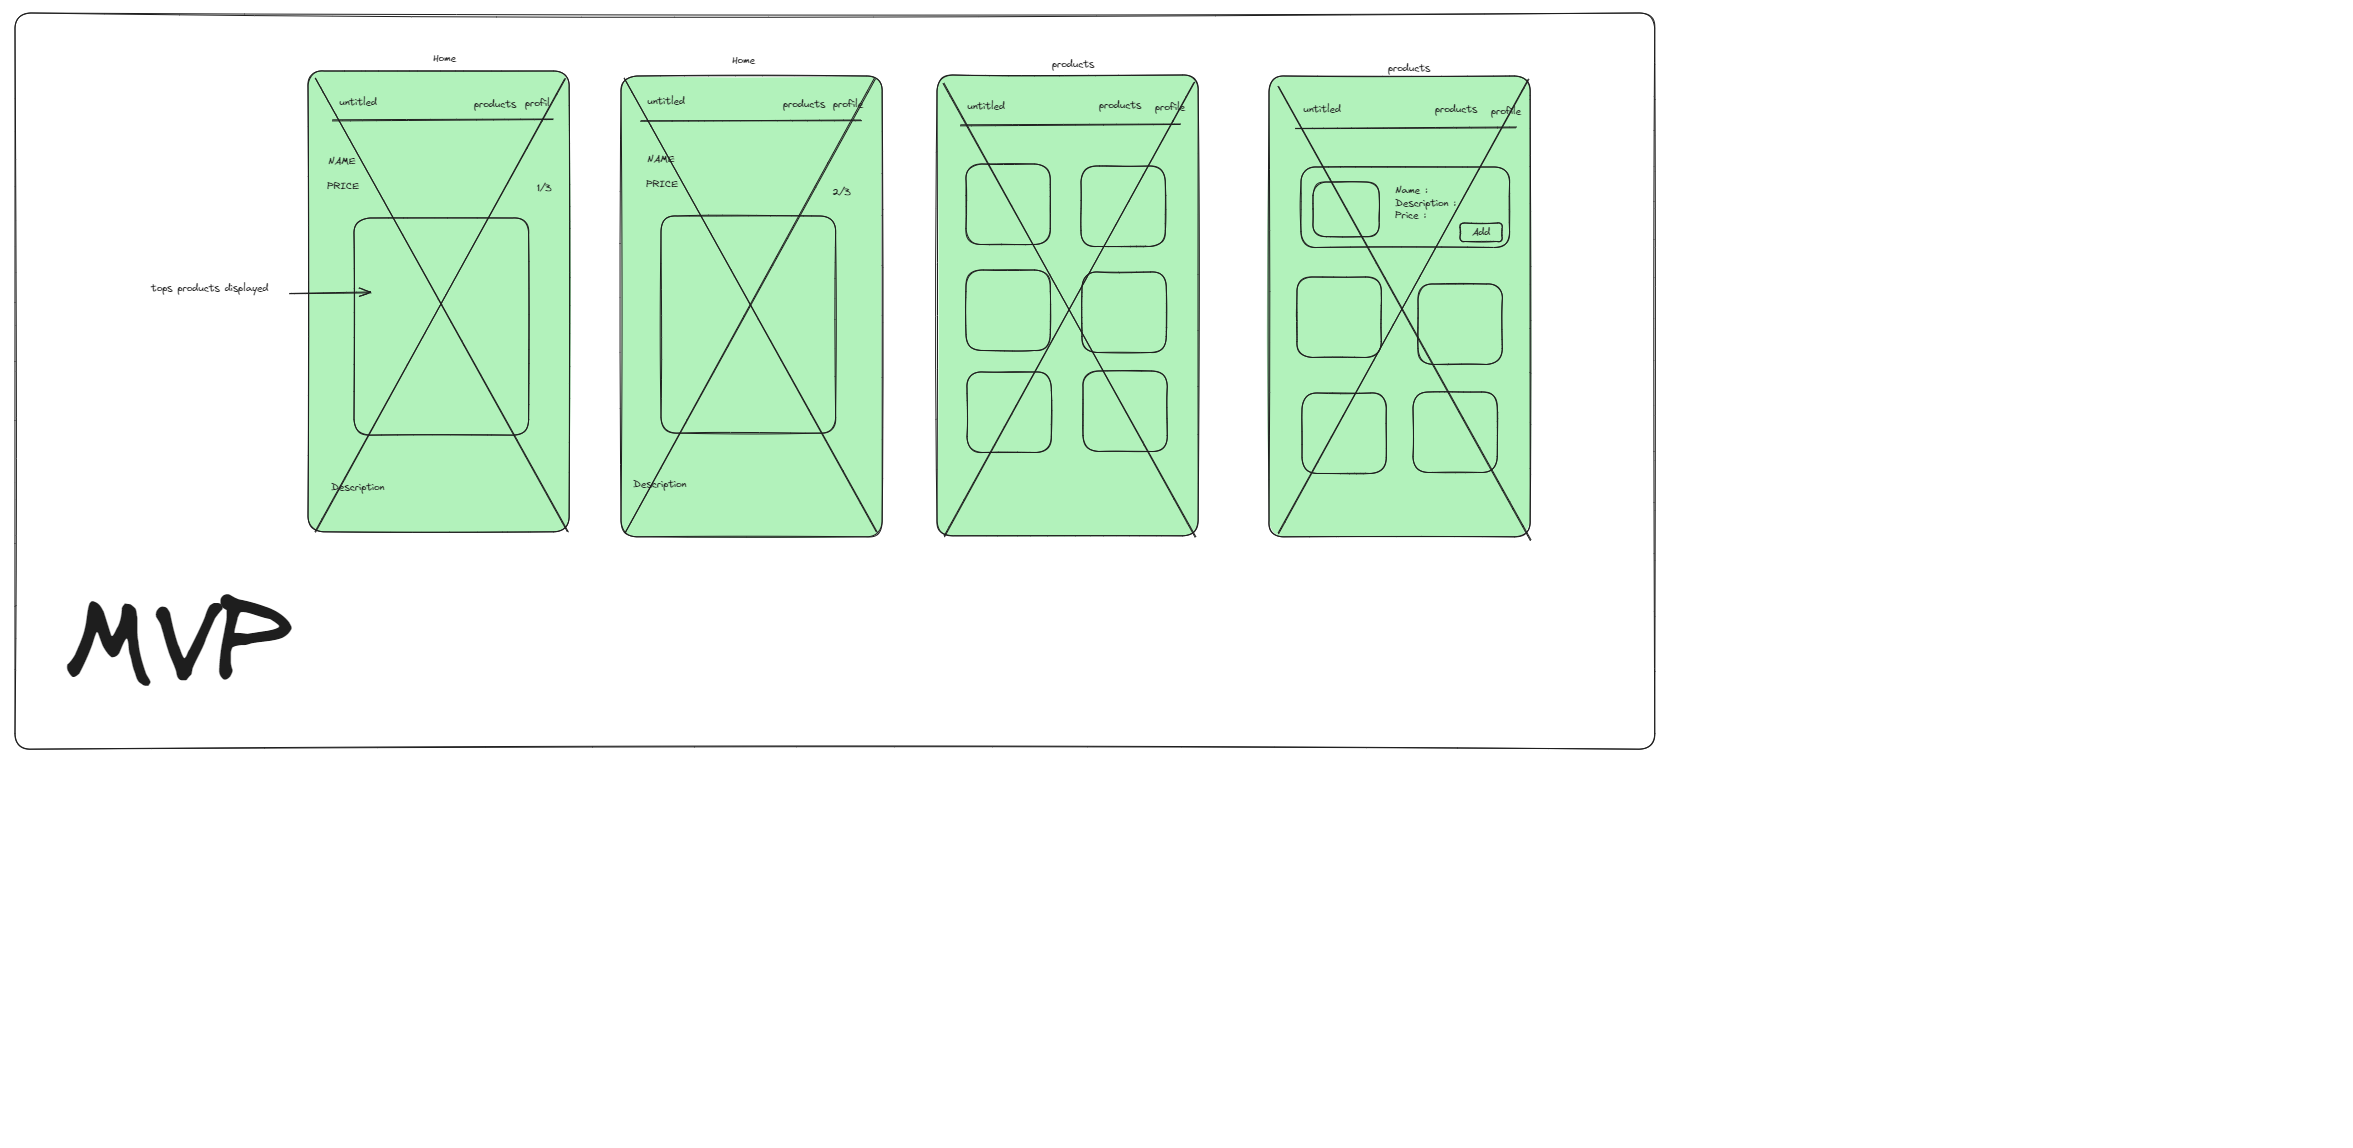 Home
untitled products profile
NAME
PRICE 1/3
tops products displayed
Description
Home
untitled products profile
NAME
PRICE 2/3
Description
products
untitled products profile
products
untitled products profile
Name :
Description :
Price :
Add
MVP